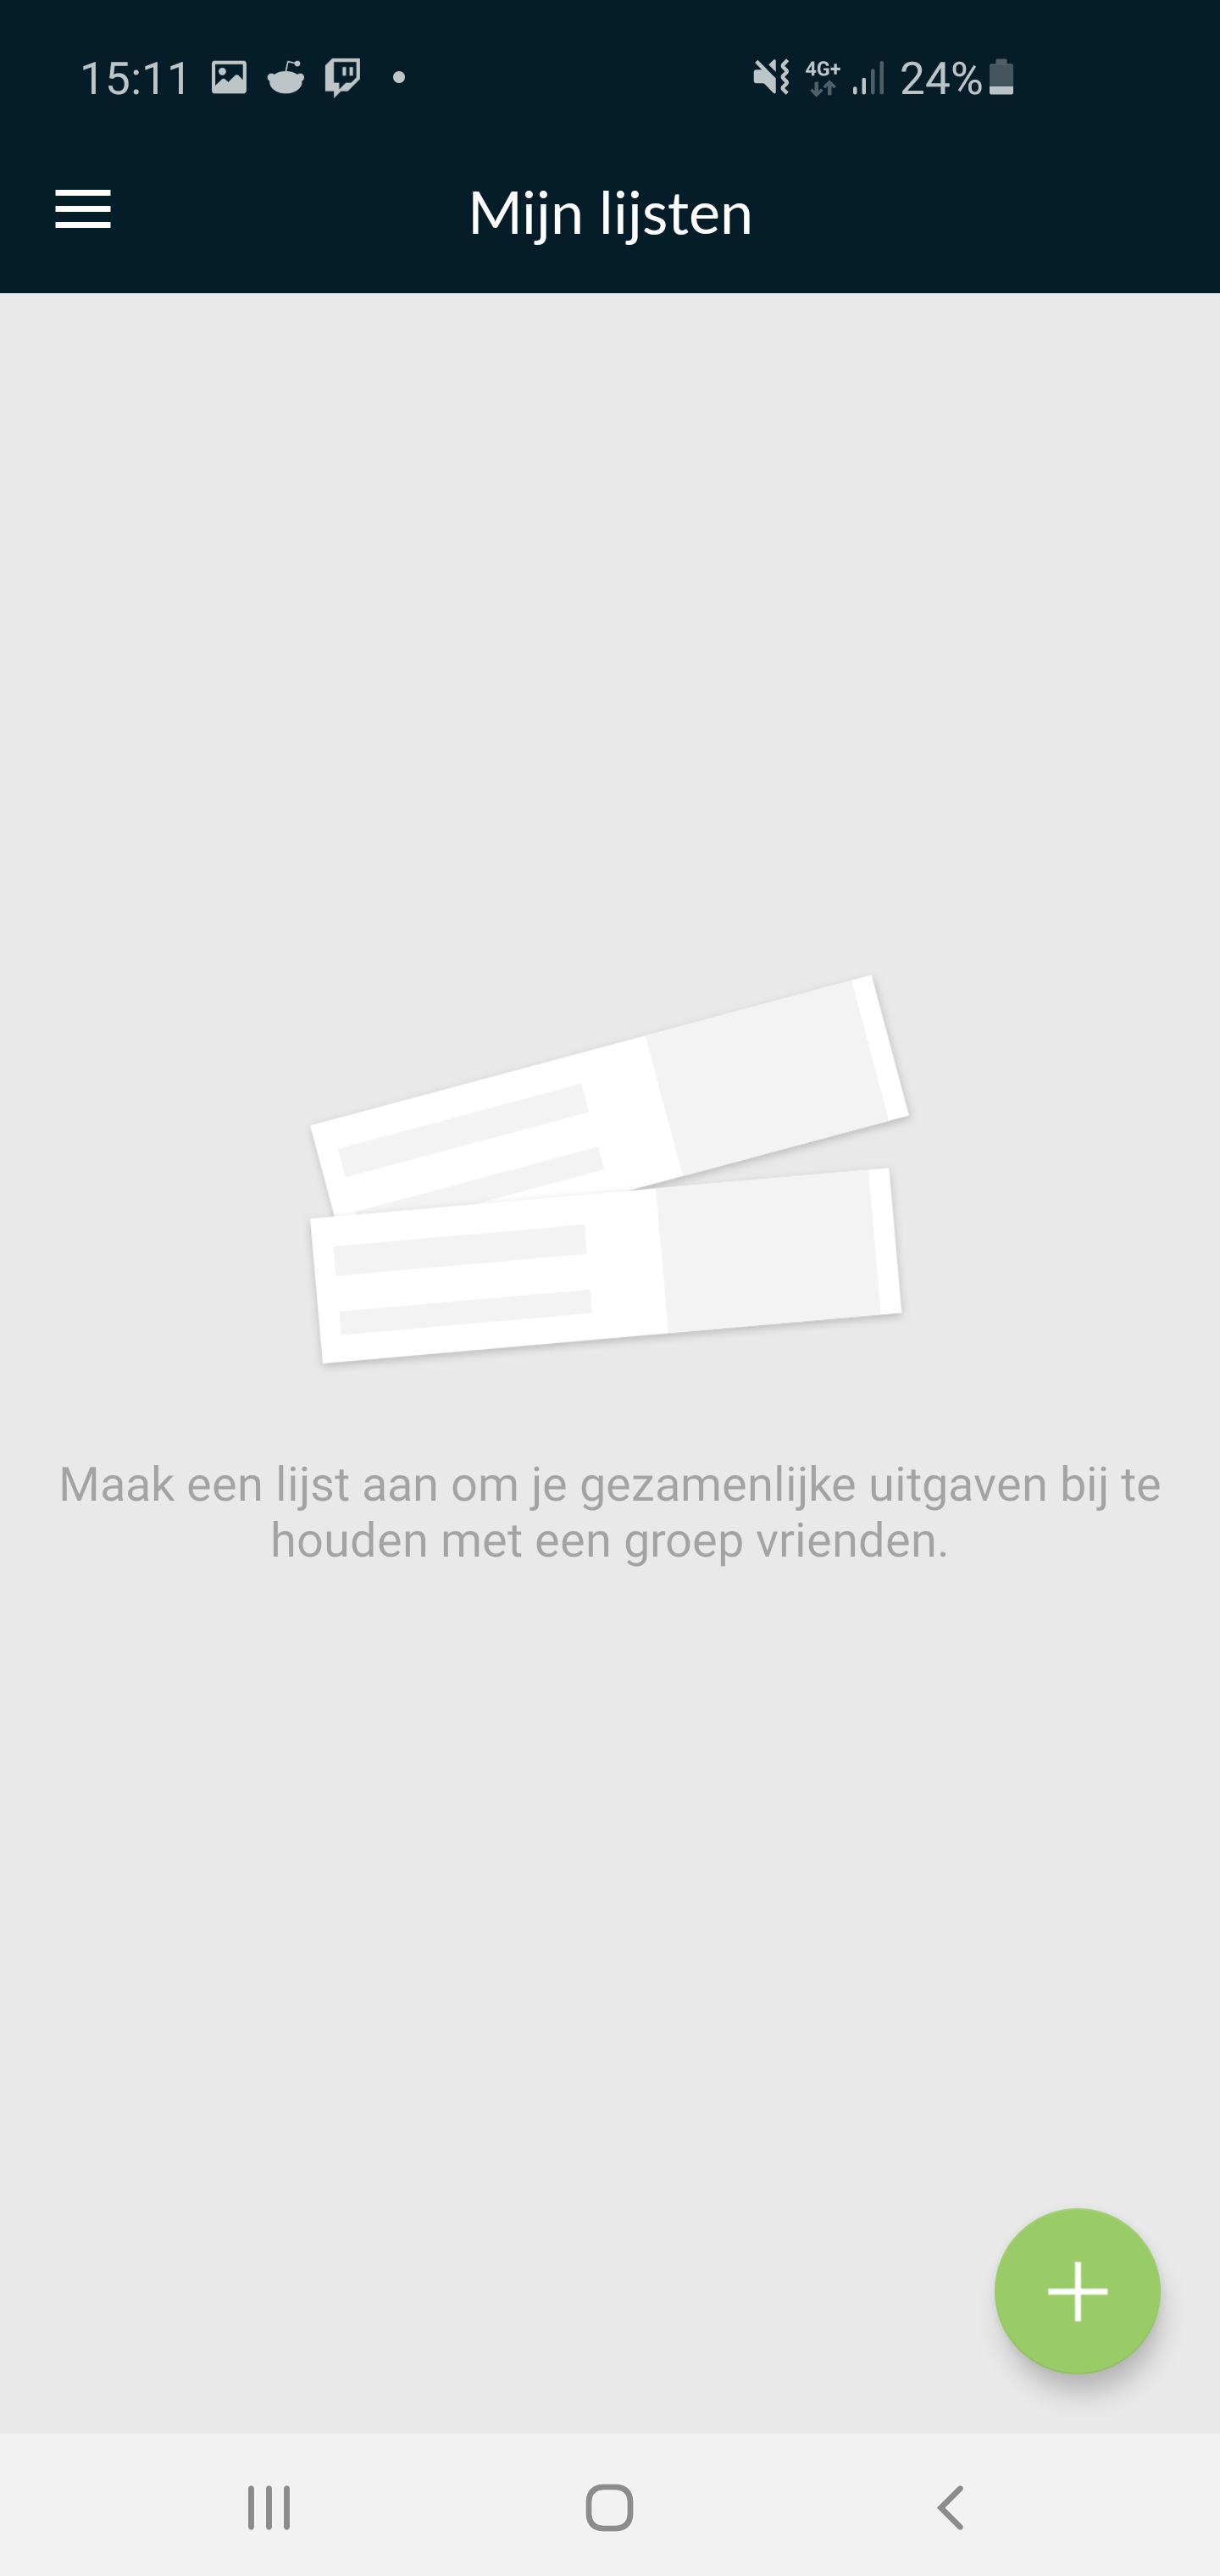 15:11
4G+
24%
Mijn lijsten
Maak een lijst aan om je gezamenlijke uitgaven bij te
houden met een groep vrienden.